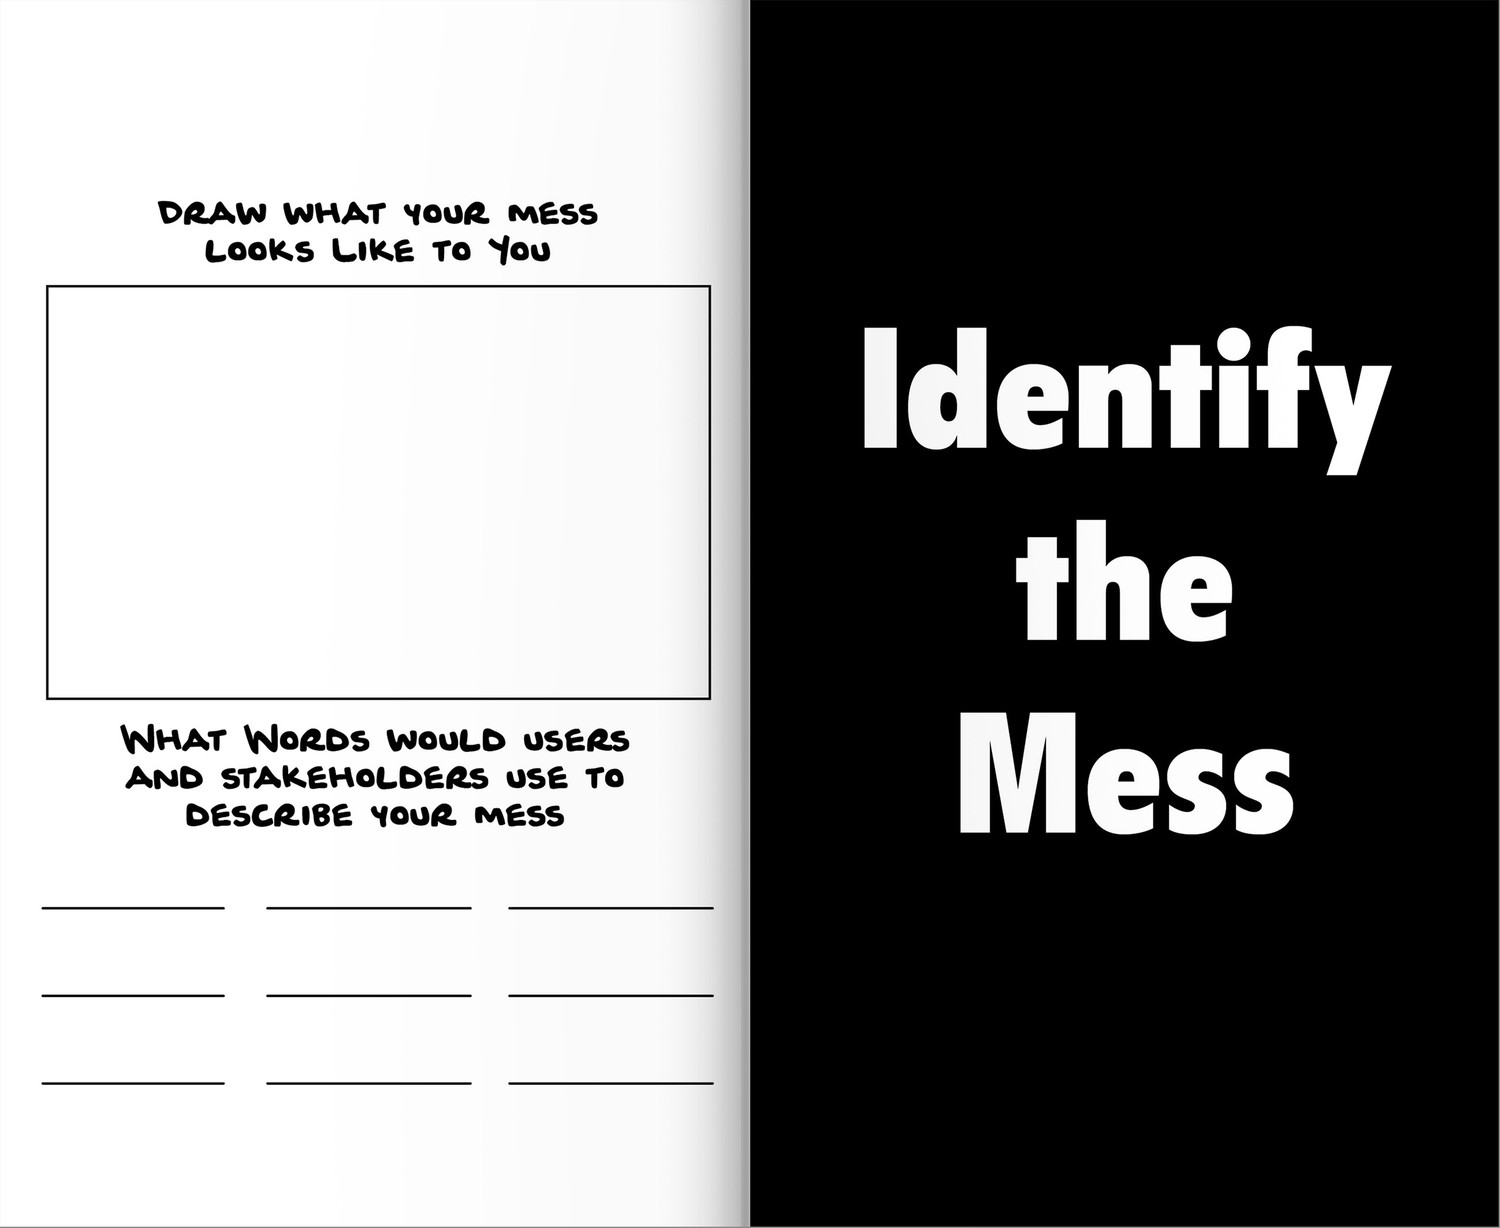 DRAW WHAT YOUR MESS
LOOKS LIKE TO YOU
WHAT WORDS WOULD USERS
AND STAKEHOLDERS USE TO
DESCRIBE YOUR MESS
Identify
the
Mess